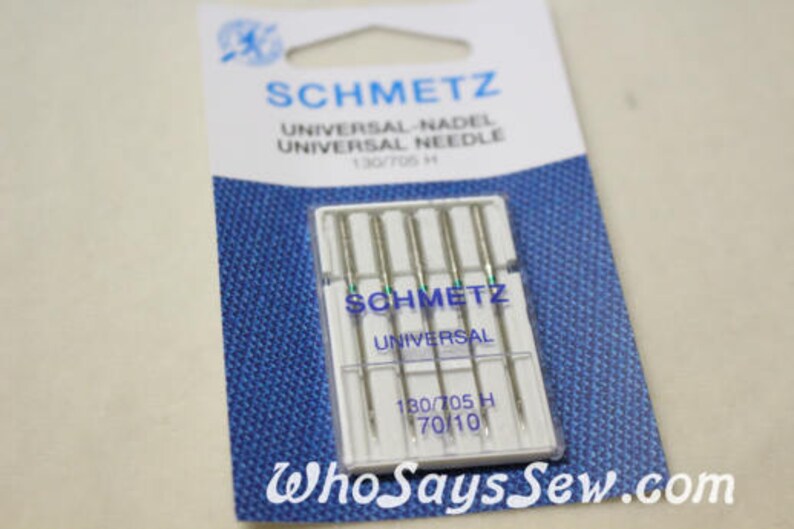 SCHMETZ
UNIVERSAL-NADEL
UNIVERSAL NEEDLE
130/705 H
SCHMETZ
UNIVERSAL
130/705 H
70/10
WhoSaysSew.com